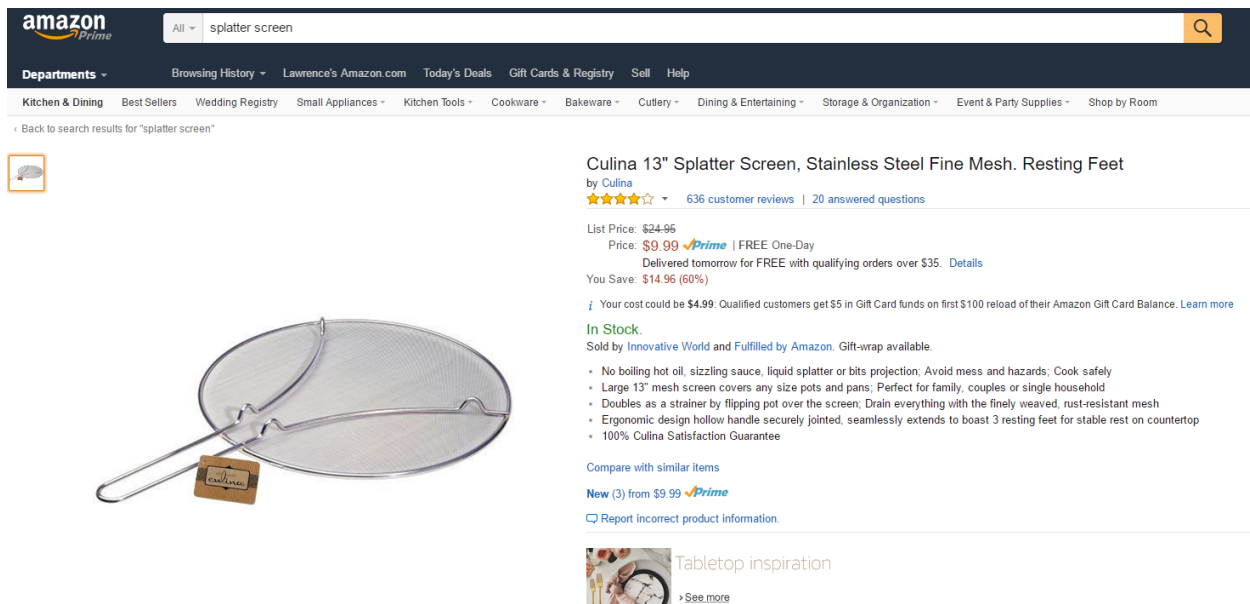 amazon
Prime
All
splatter screen
Departments
Browsing History
Lawrence's Amazon.com
Today's Deals
Gift Cards & Registry
Sell
Help
Kitchen & Dining
Best Sellers
Wedding Registry
Small Appliances
Kitchen Tools
Cookware
Bakeware
Cutlery
Dining & Entertaining
Storage & Organization
Event & Party Supplies
Shop by Room
‹ Back to search results for "splatter screen"
Culina 13" Splatter Screen, Stainless Steel Fine Mesh. Resting Feet
by Culina
636 customer reviews | 20 answered questions
List Price: $24.95
Price: $9.99 Prime | FREE One-Day
Delivered tomorrow for FREE with qualifying orders over $35. Details
You Save: $14.96 (60%)
i Your cost could be $4.99: Qualified customers get $5 in Gift Card funds on first $100 reload of their Amazon Gift Card Balance. Learn more
In Stock.
Sold by Innovative World and Fulfilled by Amazon. Gift-wrap available.
• No boiling hot oil, sizzling sauce, liquid splatter or bits projection; Avoid mess and hazards; Cook safely
• Large 13" mesh screen covers any size pots and pans; Perfect for family, couples or single household
• Doubles as a strainer by flipping pot over the screen; Drain everything with the finely weaved, rust-resistant mesh
• Ergonomic design hollow handle securely jointed, seamlessly extends to boast 3 resting feet for stable rest on countertop
• 100% Culina Satisfaction Guarantee
Compare with similar items
New (3) from $9.99 Prime
Report incorrect product information.
culina
Tabletop inspiration
› See more